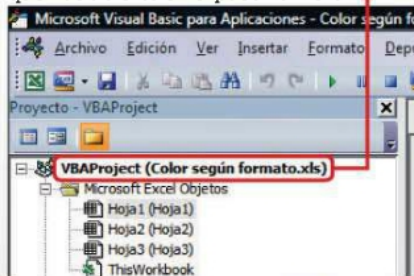 Microsoft Visual Basic para Aplicaciones - Color según f
Archivo Edición Ver Insertar Formato Dep
Proyecto - VBAProject
VBAProject (Color según formato.xls)
Microsoft Excel Objetos
Hoja1 (Hoja1)
Hoja2 (Hoja2)
Hoja3 (Hoja3)
ThisWorkbook